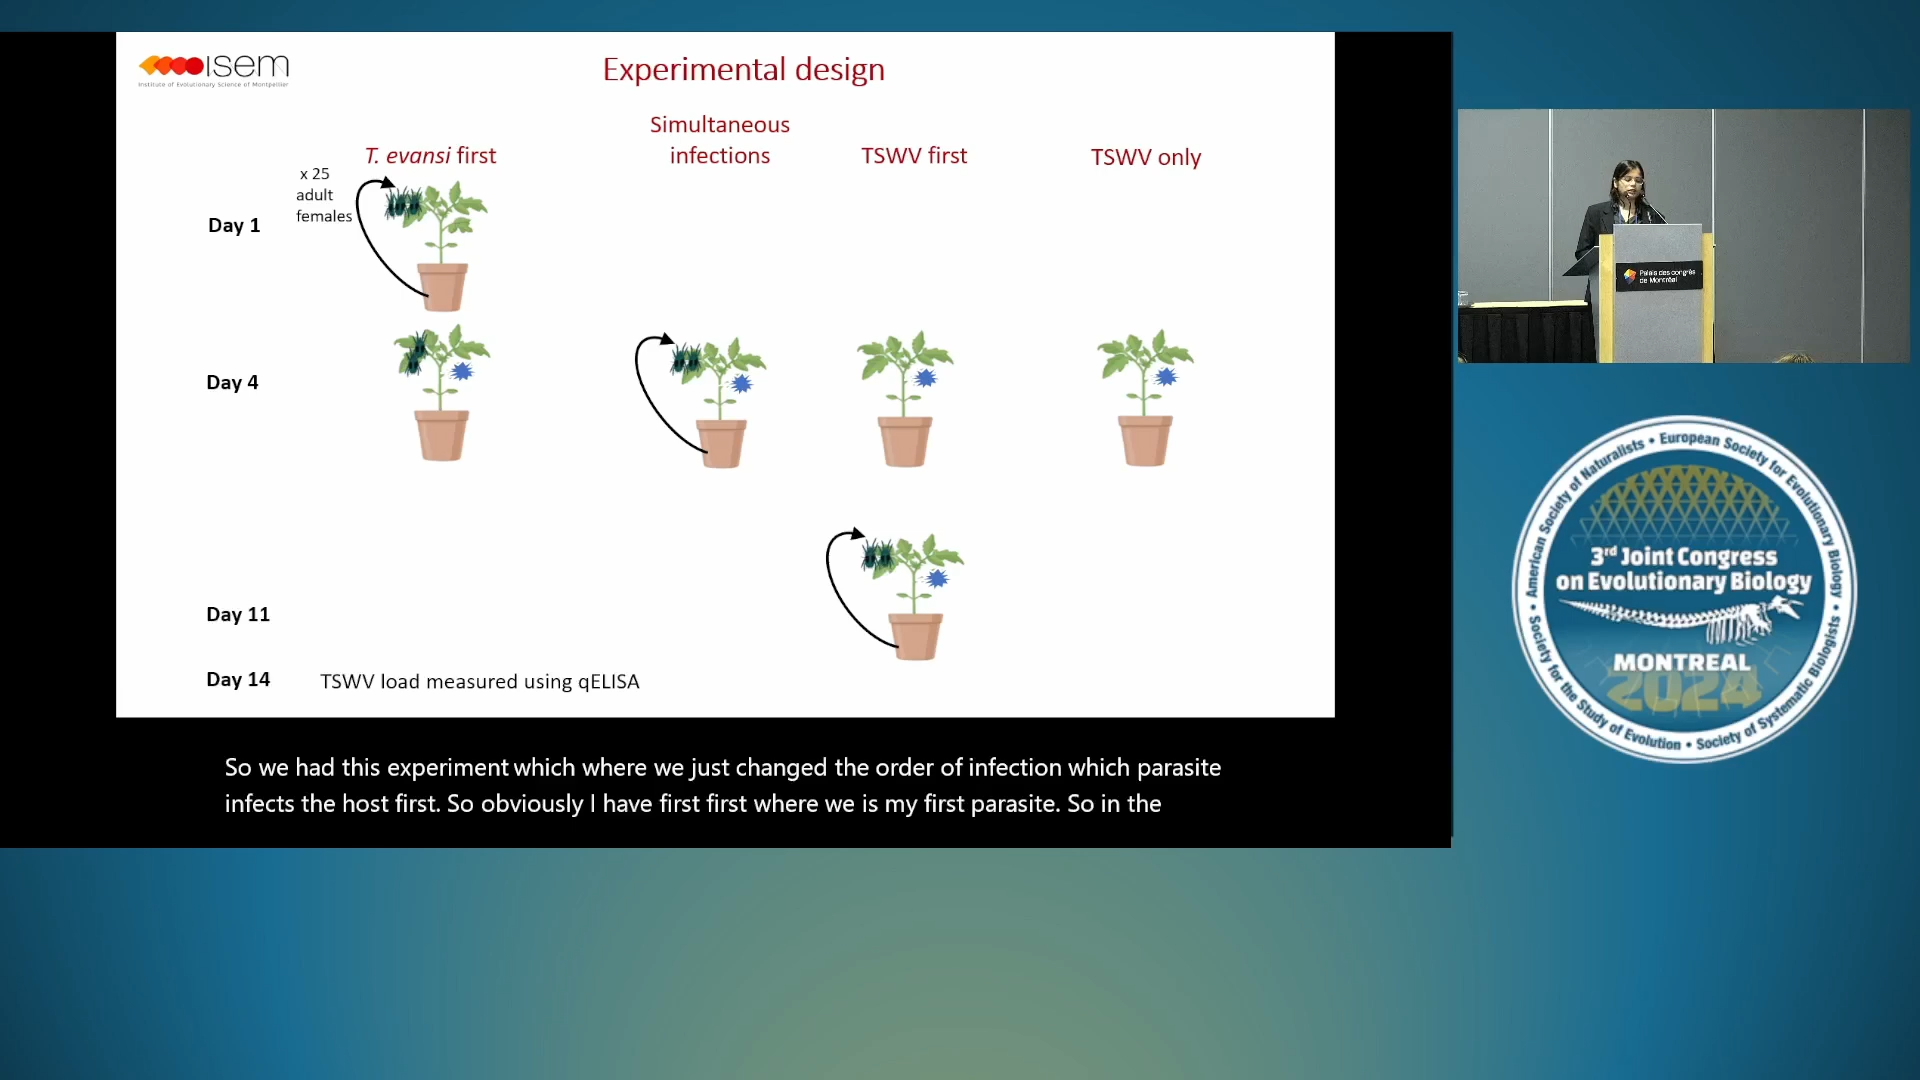 isem
Institute of Evolutionary Science of Montpellier
Experimental design
T. evansi first
Simultaneous
infections
TSWV first
TSWV only
x 25
adult
females
Day 1
Day 4
Day 11
Day 14
TSWV load measured using qELISA
So we had this experiment which where we just changed the order of infection which parasite
infects the host first. So obviously I have first first where we is my first parasite. So in the
Palais des congrès
de Montréal
American Society of Naturalists • European Society for Evolutionary Biology •
Society for the Study of Evolution • Society of Systematic Biologists •
3rd Joint Congress
on Evolutionary Biology
MONTREAL
2024